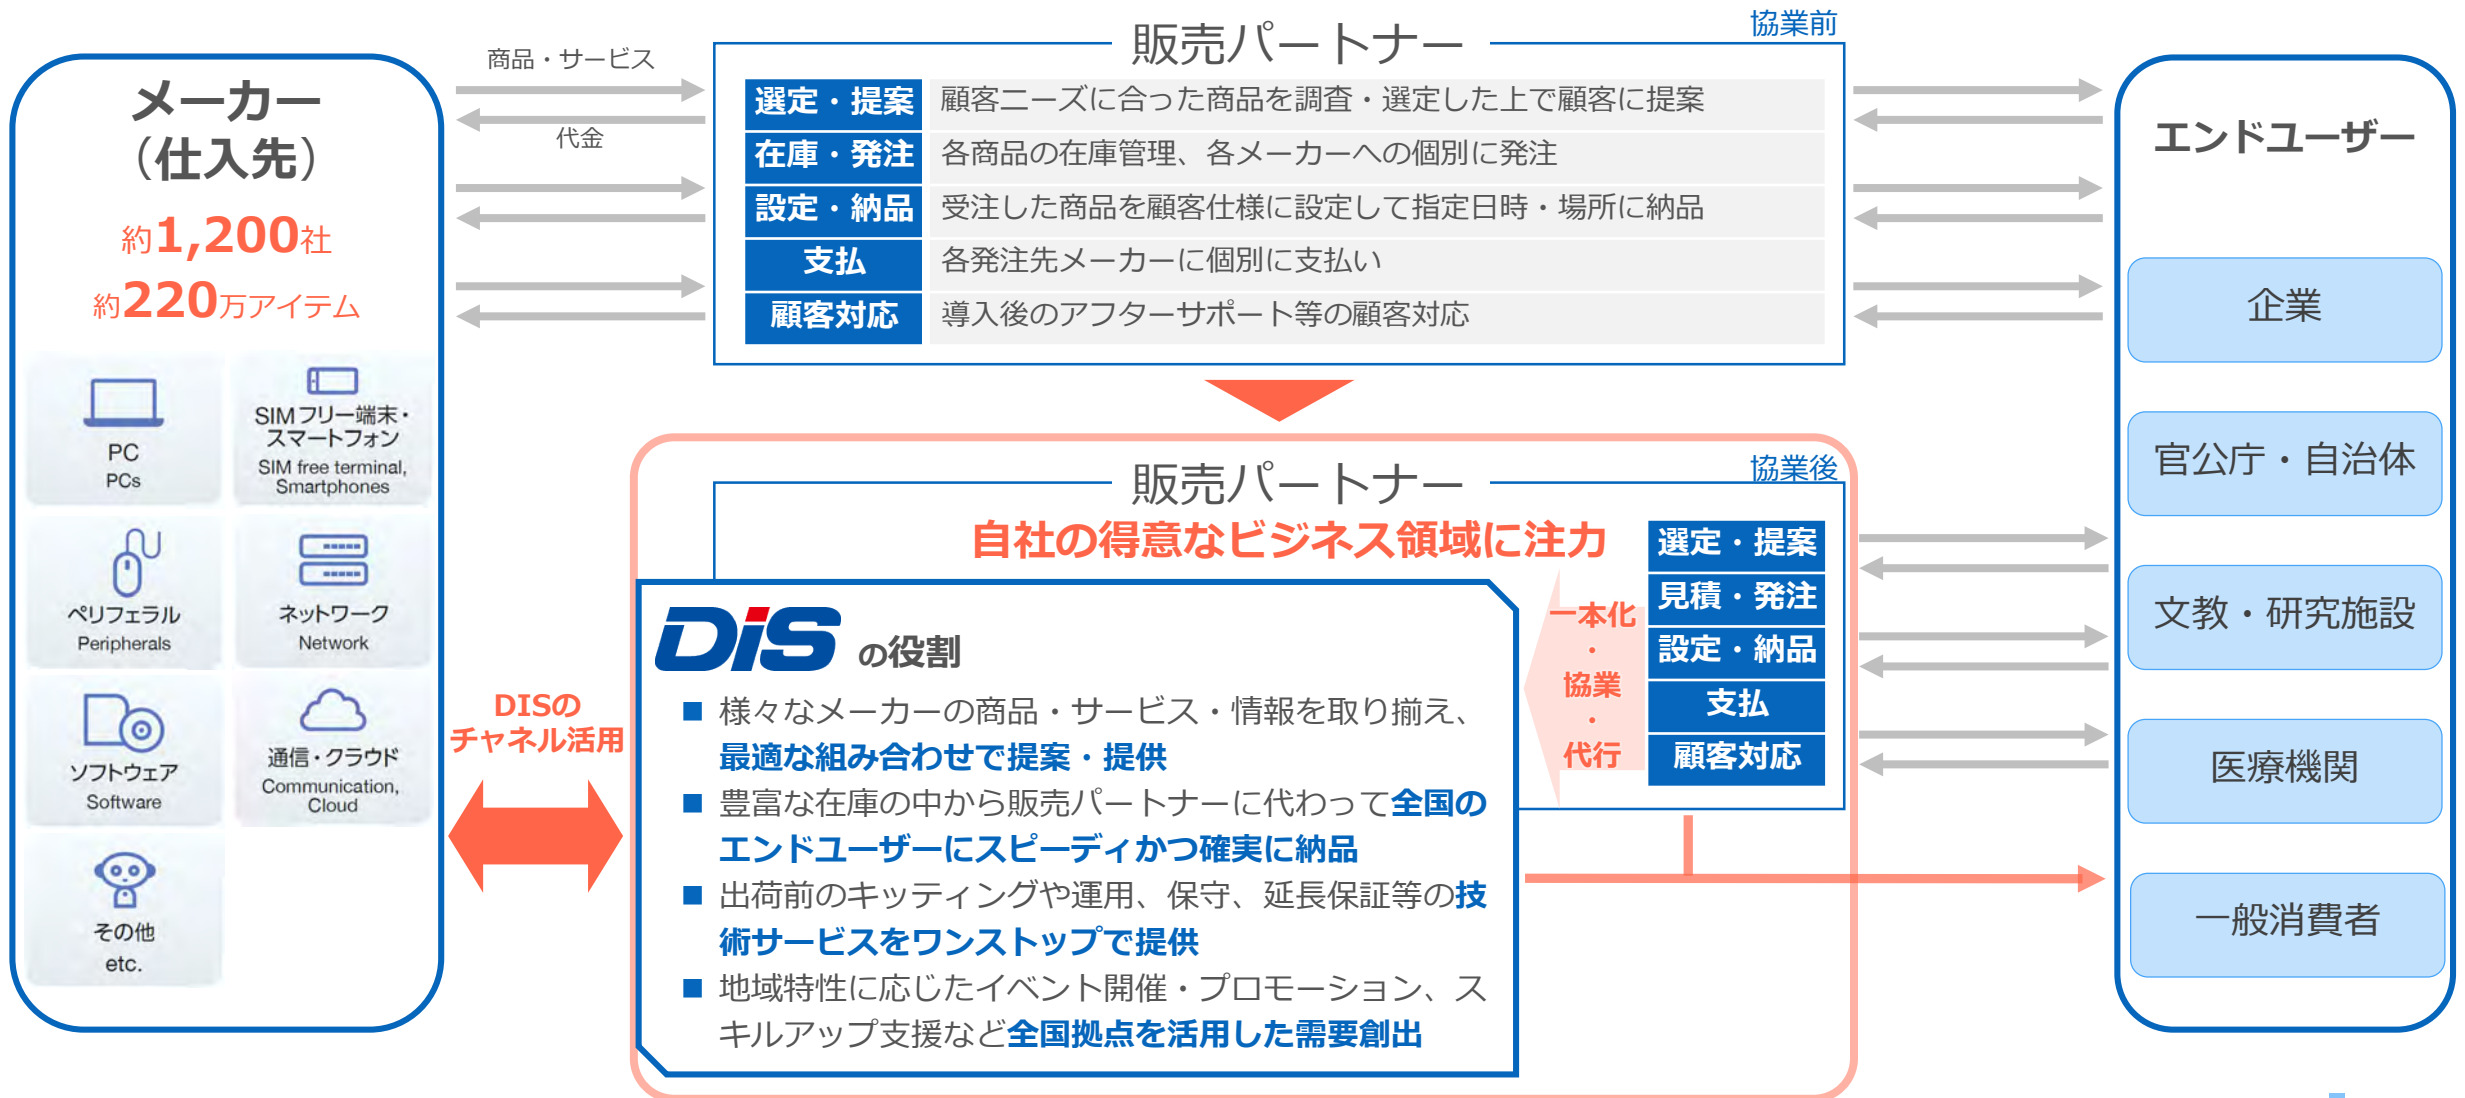 メーカー
（仕入先）
約1,200社
約220万アイテム
PC
PCs
SIMフリー端末・
スマートフォン
SIM free terminal,
Smartphones
ペリフェラル
Peripherals
ネットワーク
Network
ソフトウェア
Software
通信・クラウド
Communication,
Cloud
その他
etc.
商品・サービス
代金
販売パートナー
協業前
選定・提案
顧客ニーズに合った商品を調査・選定した上で顧客に提案
在庫・発注
各商品の在庫管理、各メーカーへの個別に発注
設定・納品
受注した商品を顧客仕様に設定して指定日時・場所に納品
支払
各発注先メーカーに個別に支払い
顧客対応
導入後のアフターサポート等の顧客対応
販売パートナー
協業後
自社の得意なビジネス領域に注力
選定・提案
見積・発注
設定・納品
支払
顧客対応
一本化
・
協業
・
代行
DISの
チャネル活用
DiS の役割
■ 様々なメーカーの商品・サービス・情報を取り揃え、
最適な組み合わせで提案・提供
■ 豊富な在庫の中から販売パートナーに代わって全国の
エンドユーザーにスピーディかつ確実に納品
■ 出荷前のキッティングや運用、保守、延長保証等の技
術サービスをワンストップで提供
■ 地域特性に応じたイベント開催・プロモーション、ス
キルアップ支援など全国拠点を活用した需要創出
エンドユーザー
企業
官公庁・自治体
文教・研究施設
医療機関
一般消費者